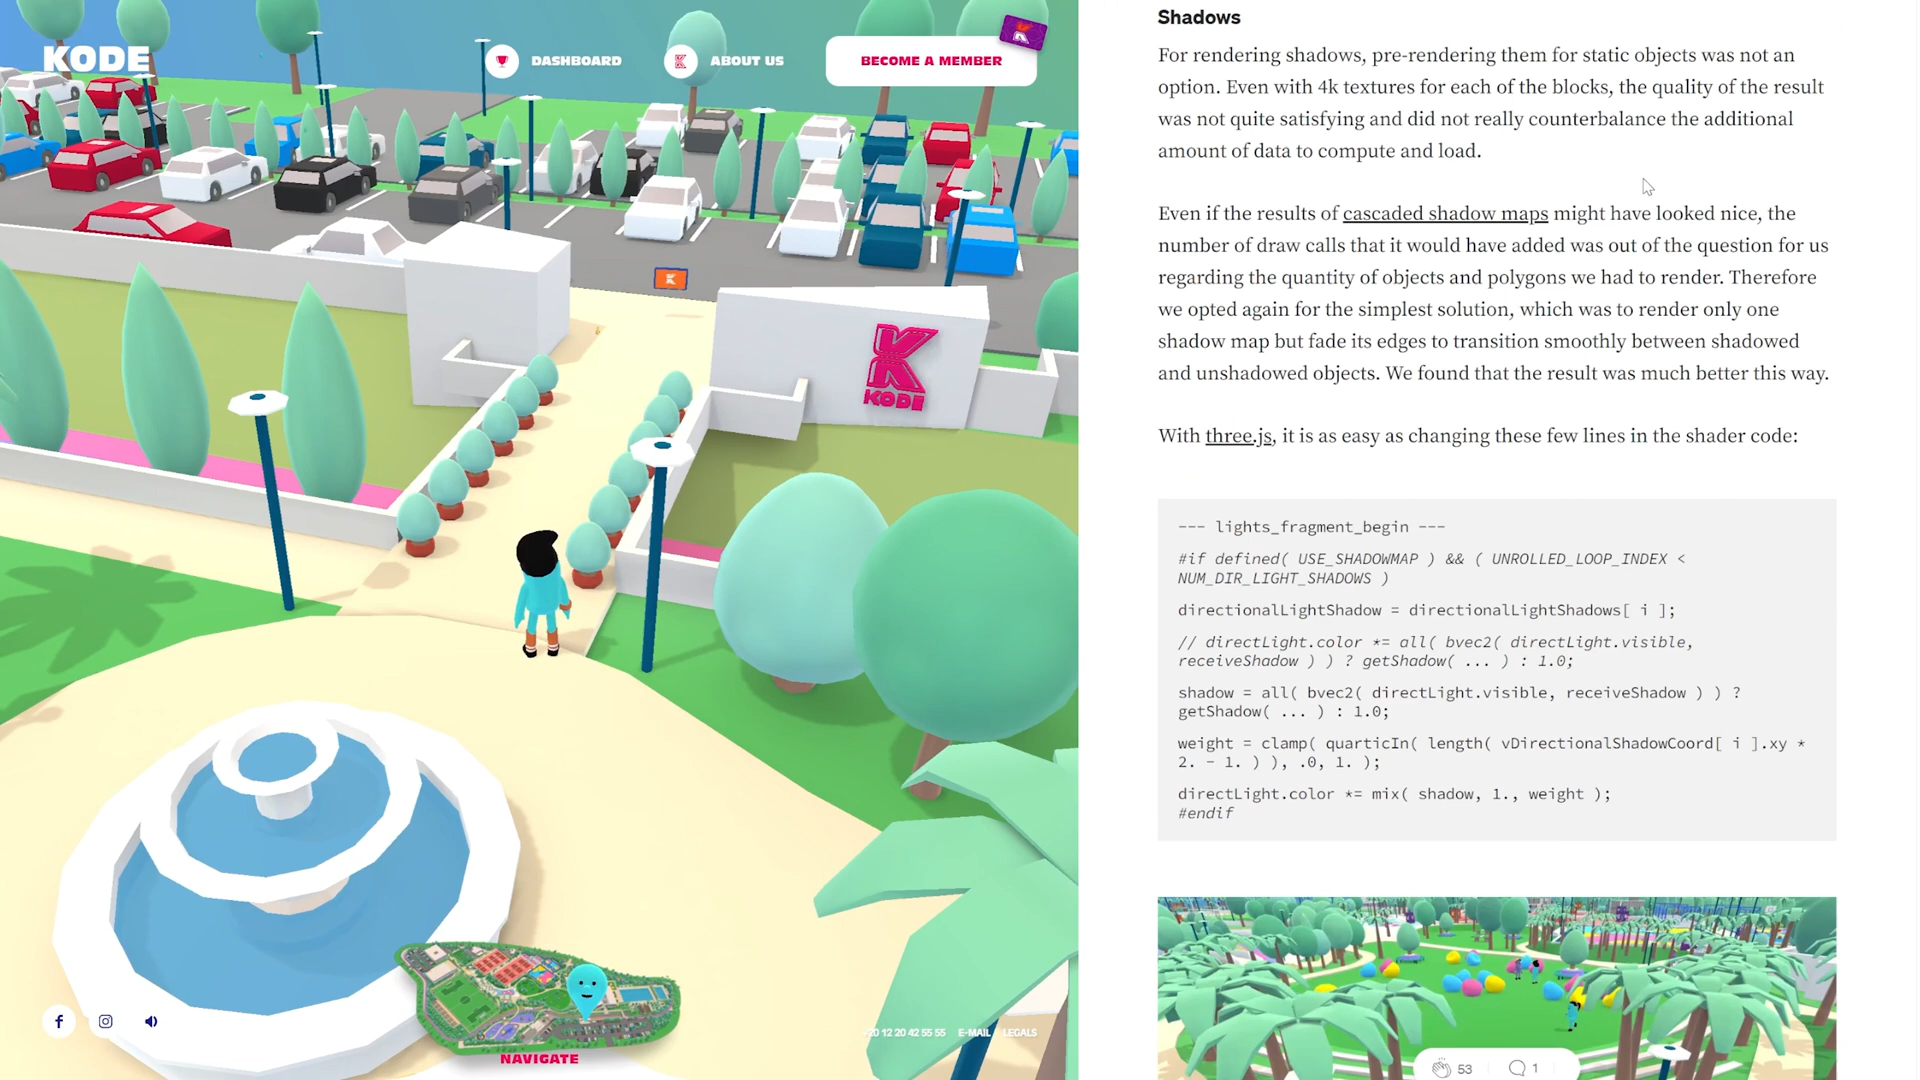 KODE
DASHBOARD
ABOUT US
BECOME A MEMBER
K
K
K
KODE
NAVIGATE
20 12 20 42 55 55
E-MAIL
LEGALS
Shadows
For rendering shadows, pre-rendering them for static objects was not an
option. Even with 4k textures for each of the blocks, the quality of the result
was not quite satisfying and did not really counterbalance the additional
amount of data to compute and load.
Even if the results of cascaded shadow maps might have looked nice, the
number of draw calls that it would have added was out of the question for us
regarding the quantity of objects and polygons we had to render. Therefore
we opted again for the simplest solution, which was to render only one
shadow map but fade its edges to transition smoothly between shadowed
and unshadowed objects. We found that the result was much better this way.
With three.js, it is as easy as changing these few lines in the shader code:
--- lights_fragment_begin ---
#if defined( USE_SHADOWMAP ) && ( UNROLLED_LOOP_INDEX <
NUM_DIR_LIGHT_SHADOWS )
directionalLightShadow = directionalLightShadows[ i ];
// directLight.color *= all( bvec2( directLight.visible,
receiveShadow ) ) ? getShadow( ... ) : 1.0;
shadow = all( bvec2( directLight.visible, receiveShadow ) ) ?
getShadow( ... ) : 1.0;
weight = clamp( quarticIn( length( vDirectionalShadowCoord[ i ].xy *
2. - 1. ) ), .0, 1. );
directLight.color *= mix( shadow, 1., weight );
#endif
53
1